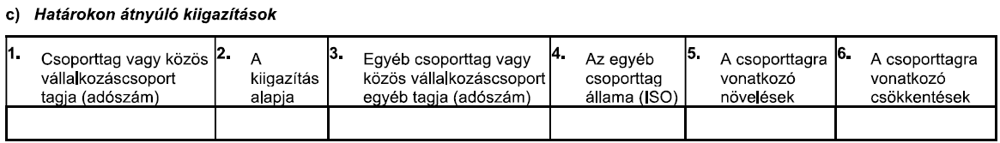 c) Határokon átnyúló kiigazítások
1. Csoporttag vagy közös vállalkozáscsoport tagja (adószám)
2. A kiigazítás alapja
3. Egyéb csoporttag vagy közös vállalkozáscsoport egyéb tagja (adószám)
4. Az egyéb csoporttag állama (ISO)
5. A csoporttagra vonatkozó növelések
6. A csoporttagra vonatkozó csökkentések